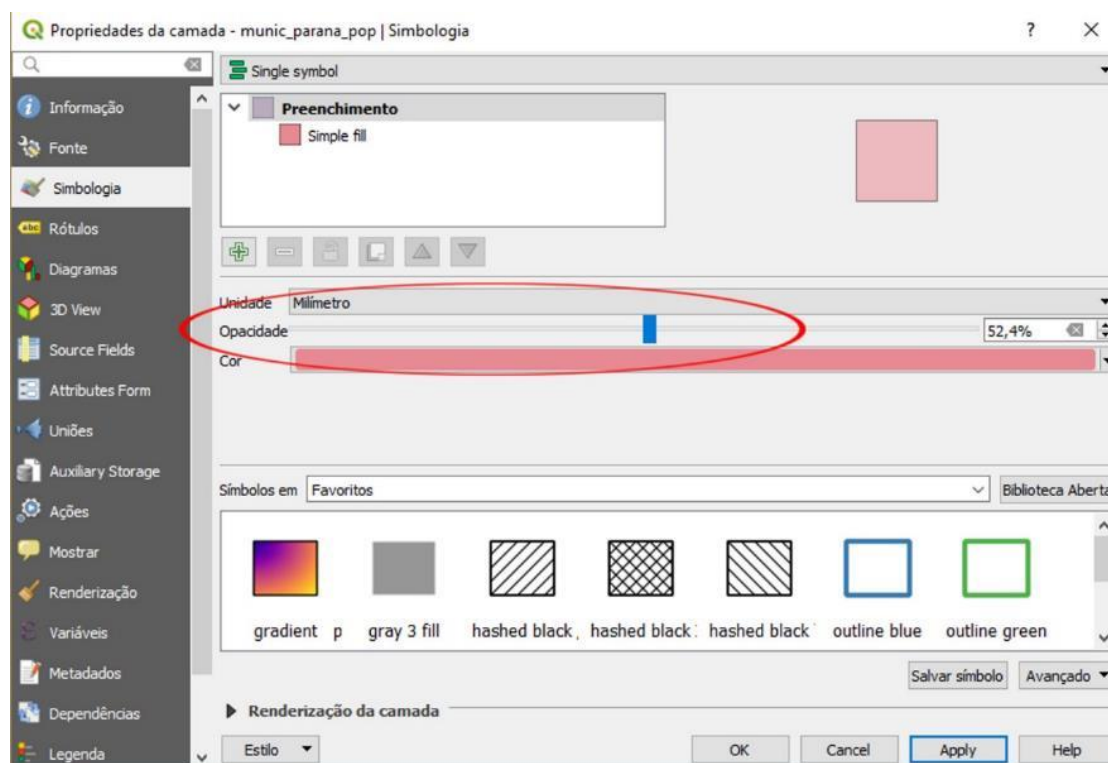 Propriedades da camada - munic_parana_pop | Simbologia
?
Single symbol
Informação
Fonte
Simbologia
abc Rótulos
Diagramas
3D View
Source Fields
Attributes Form
Uniões
Auxiliary Storage
Ações
Mostrar
Renderização
Variáveis
Metadados
Dependências
Legenda
Preenchimento
Simple fill
Unidade Milímetro
Opacidade 52,4%
Cor
Símbolos em Favoritos Biblioteca Aberta
gradient p gray 3 fill hashed black hashed black hashed black outline blue outline green
Salvar símbolo Avançado
Renderização da camada
Estilo OK Cancel Apply Help